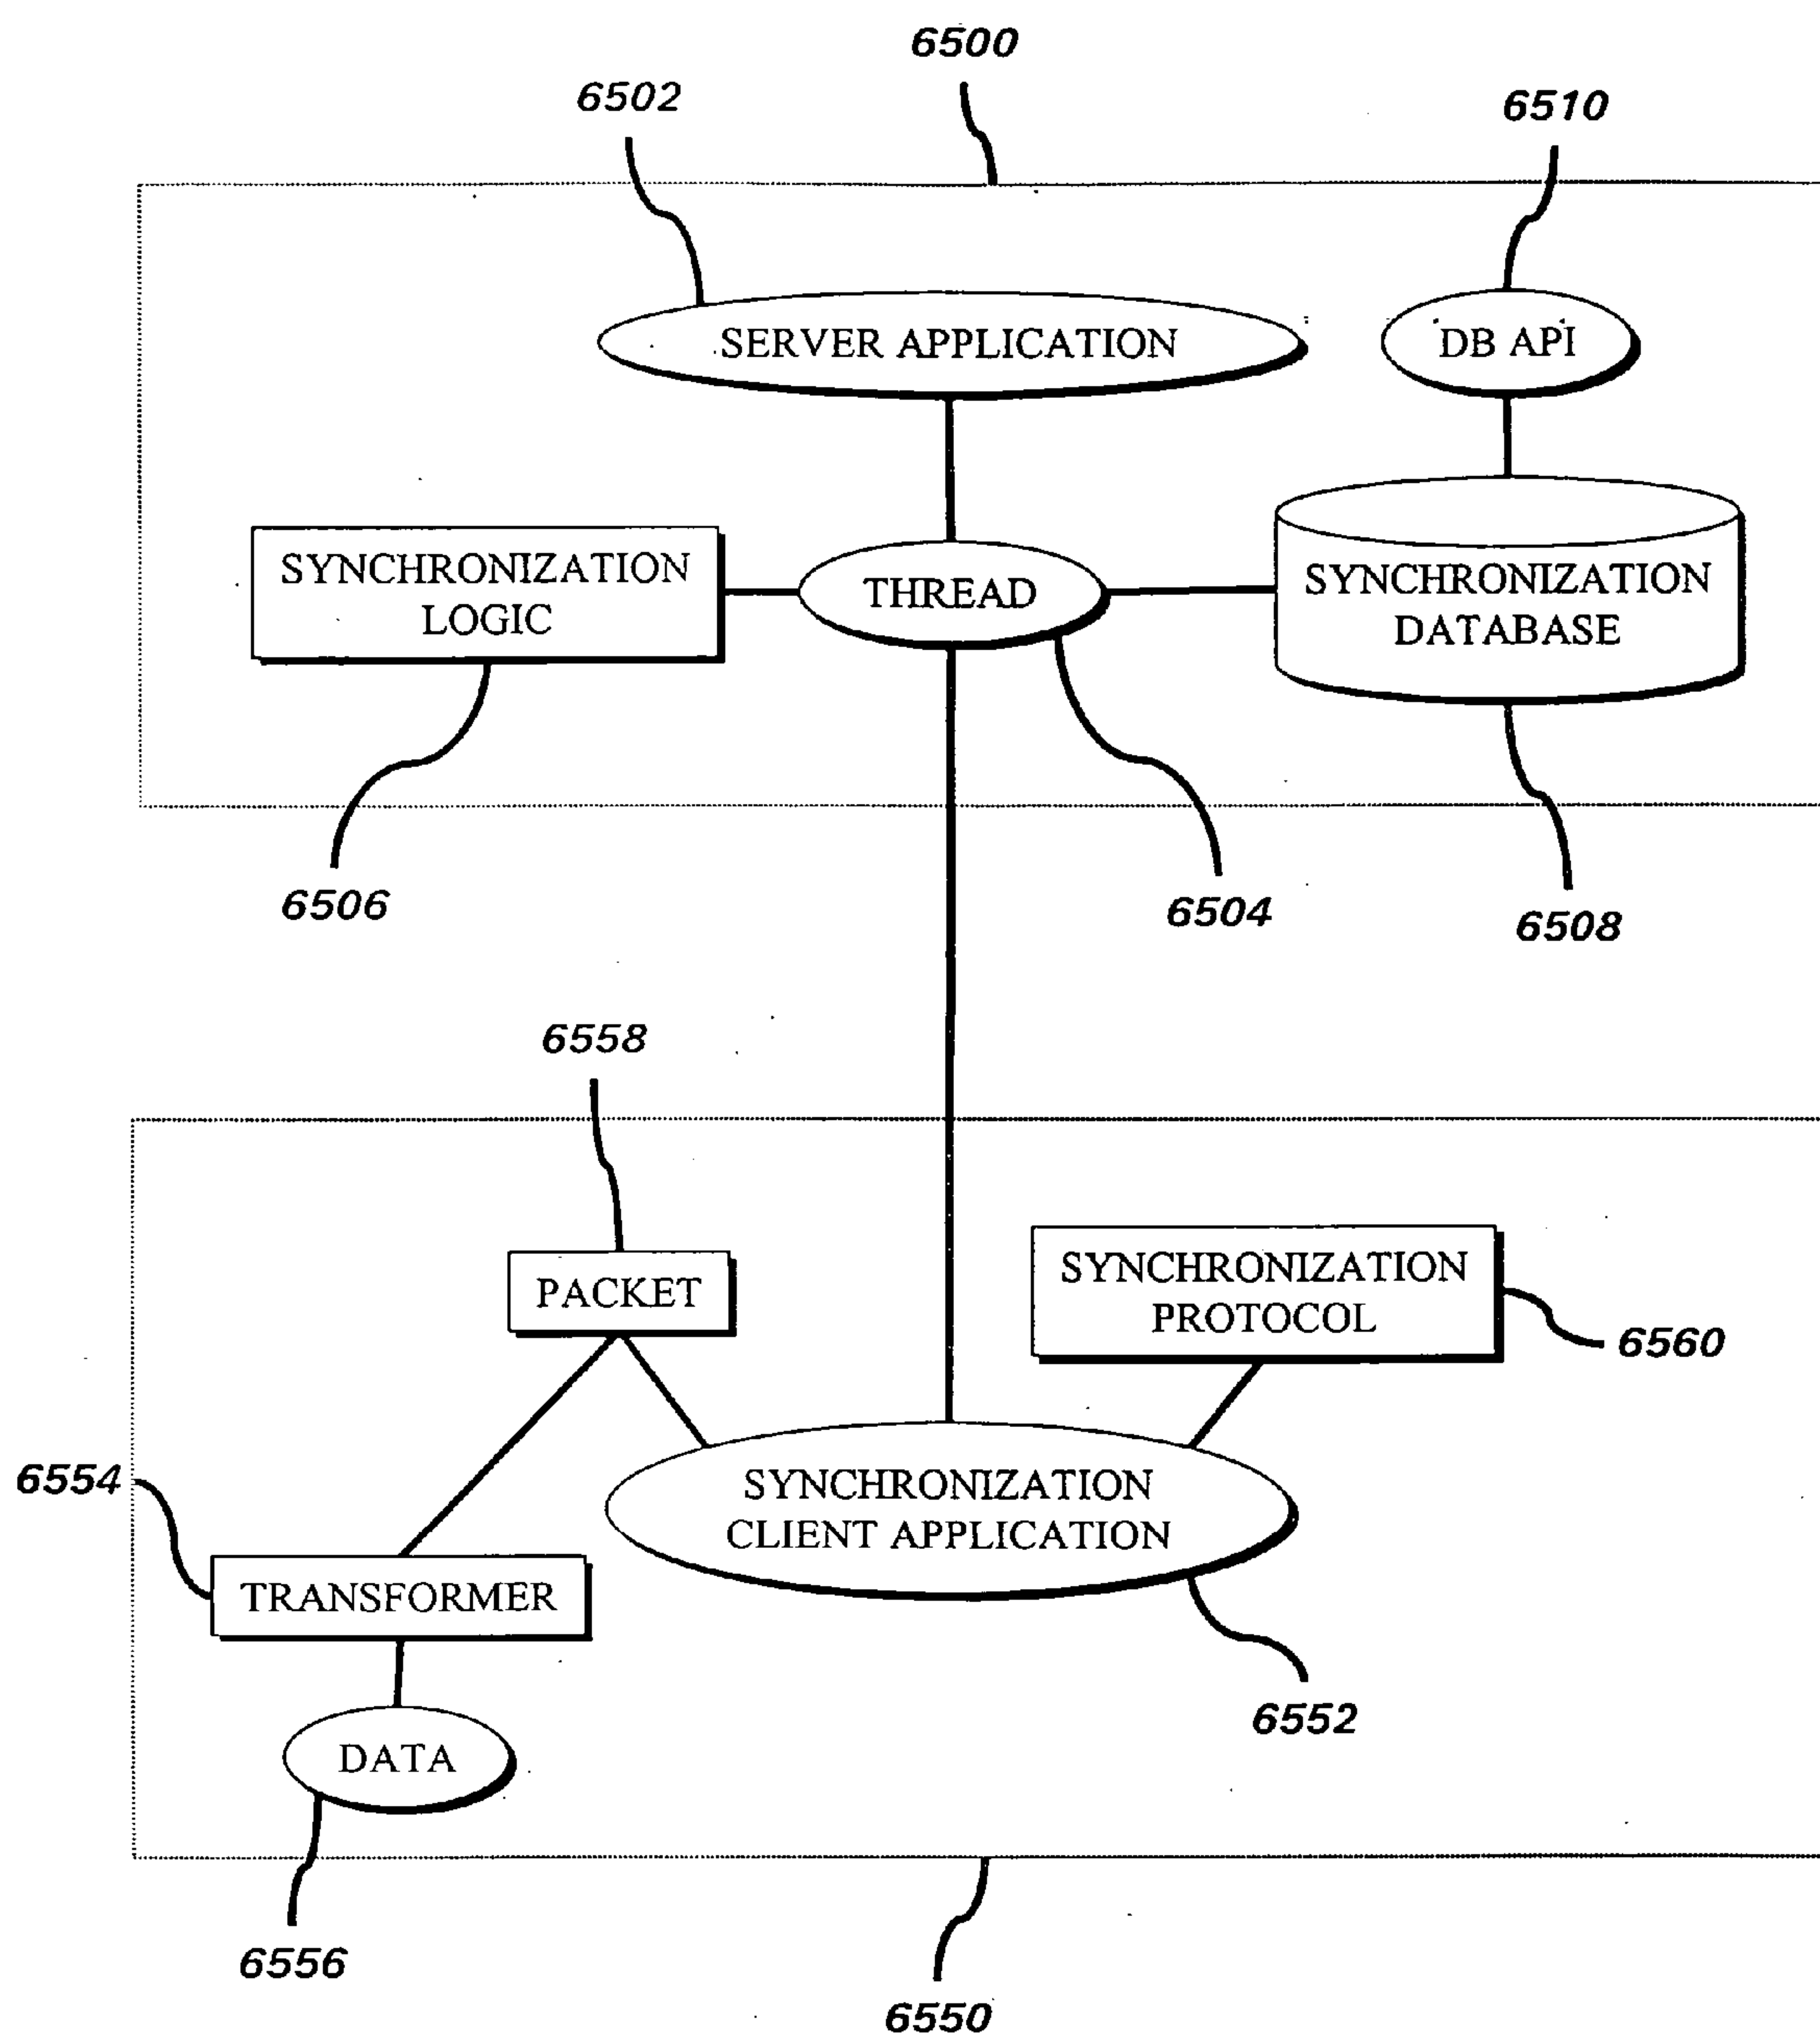 6500
6502
6510
SERVER APPLICATION
DB API
SYNCHRONIZATION
LOGIC
THREAD
SYNCHRONIZATION
DATABASE
6506
6504
6508
6558
PACKET
SYNCHRONIZATION
PROTOCOL
6560
6554
SYNCHRONIZATION
CLIENT APPLICATION
TRANSFORMER
6552
DATA
6556
6550